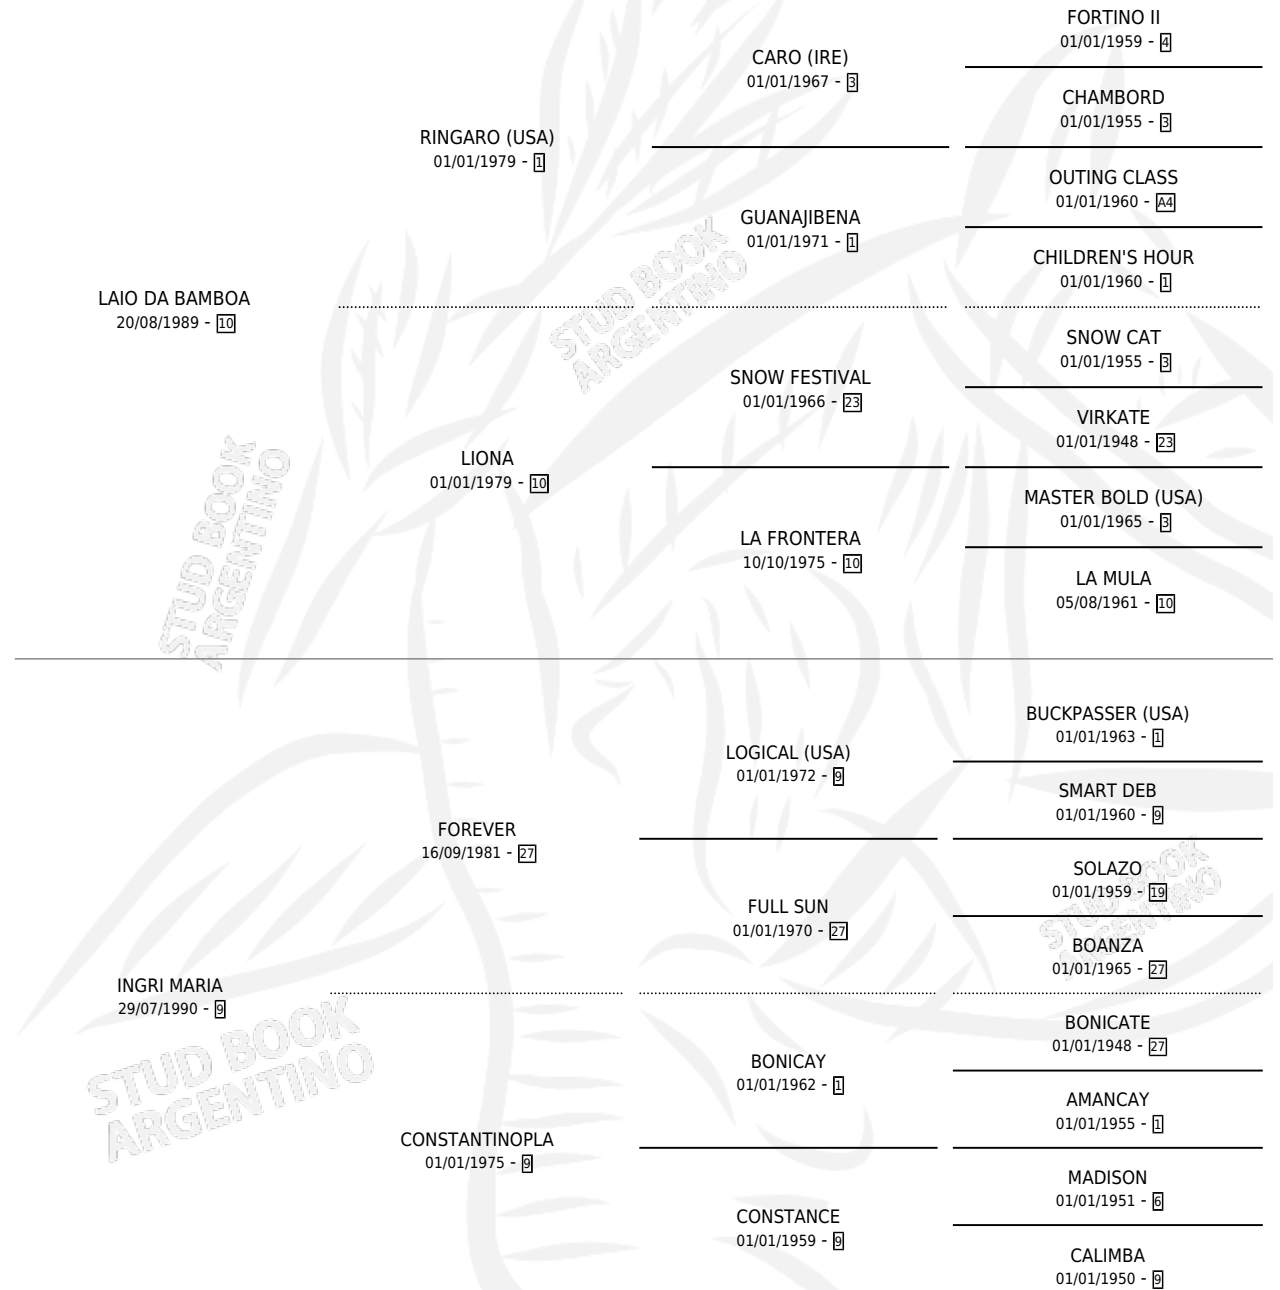 FORTINO II
01/01/1959 - 4
CARO (IRE)
01/01/1967 - 3
CHAMBORD
01/01/1955 - 3
RINGARO (USA)
01/01/1979 - 1
OUTING CLASS
01/01/1960 - A4
GUANAJIBENA
01/01/1971 - 1
CHILDREN'S HOUR
01/01/1960 - 1
LAIO DA BAMBOA
20/08/1989 - 10
SNOW CAT
01/01/1955 - 3
SNOW FESTIVAL
01/01/1966 - 23
VIRKATE
01/01/1948 - 23
LIONA
01/01/1979 - 10
MASTER BOLD (USA)
01/01/1965 - 3
LA FRONTERA
10/10/1975 - 10
LA MULA
05/08/1961 - 10
STUD BOOK
ARGENTINO
STUD BOOK
ARGENTINO
BUCKPASSER (USA)
01/01/1963 - 1
LOGICAL (USA)
01/01/1972 - 9
SMART DEB
01/01/1960 - 9
FOREVER
16/09/1981 - 27
SOLAZO
01/01/1959 - 19
FULL SUN
01/01/1970 - 27
BOANZA
01/01/1965 - 27
STUD BOOK
ARGENTINO
INGRI MARIA
29/07/1990 - 9
BONICATE
01/01/1948 - 27
BONICAY
01/01/1962 - 1
AMANCAY
01/01/1955 - 1
STUD BOOK
ARGENTINO
CONSTANTINOPLA
01/01/1975 - 9
MADISON
01/01/1951 - 6
CONSTANCE
01/01/1959 - 9
CALIMBA
01/01/1950 - 9